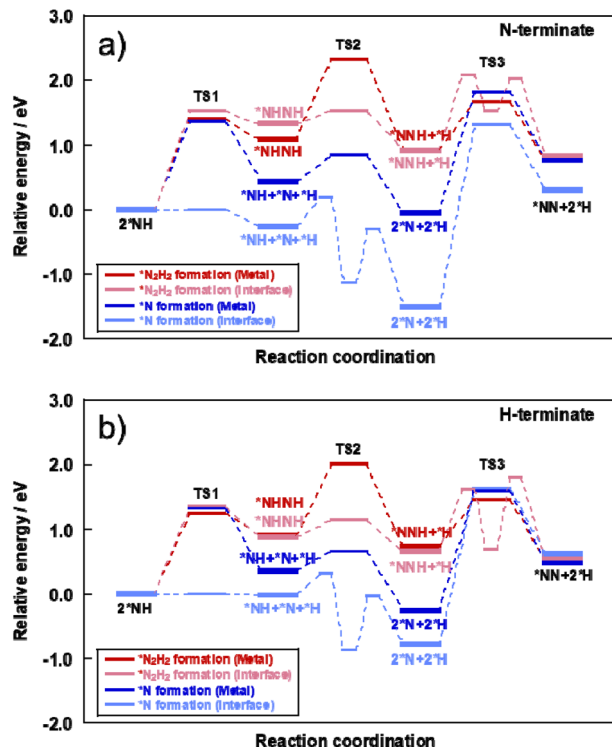 a)
N-terminate
3.0
2.0
1.0
0.0
-1.0
-2.0
Relative energy / eV
TS1
TS2
TS3
*NHNH
*NHNH
*NNH+*H
*NNH+*H
2*NH
*NH+*N+*H
*NH+*N+*H
2*N+2*H
2*N+2*H
*NN+2*H
*N₂H₂ formation (Metal)
*N₂H₂ formation (Interface)
*N formation (Metal)
*N formation (Interface)
Reaction coordination
b)
H-terminate
3.0
2.0
1.0
0.0
-1.0
-2.0
Relative energy / eV
TS1
TS2
TS3
*NHNH
*NHNH
*NNH+*H
*NNH+*H
*NH+*N+*H
2*NH
*NH+*N+*H
2*N+2*H
2*N+2*H
*NN+2*H
*N₂H₂ formation (Metal)
*N₂H₂ formation (Interface)
*N formation (Metal)
*N formation (Interface)
Reaction coordination